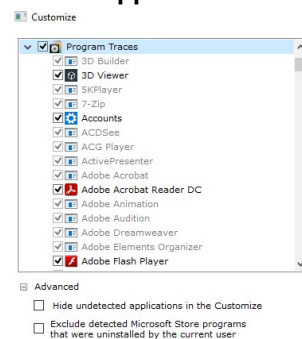 Customize
Program Traces
3D Builder
3D Viewer
5KPlayer
7-Zip
Accounts
ACDSee
ACG Player
ActivePresenter
Adobe Acrobat
Adobe Acrobat Reader DC
Adobe Animation
Adobe Audition
Adobe Dreamweaver
Adobe Elements Organizer
Adobe Flash Player
Advanced
Hide undetected applications in the Customize
Exclude detected Microsoft Store programs
that were uninstalled by the current user